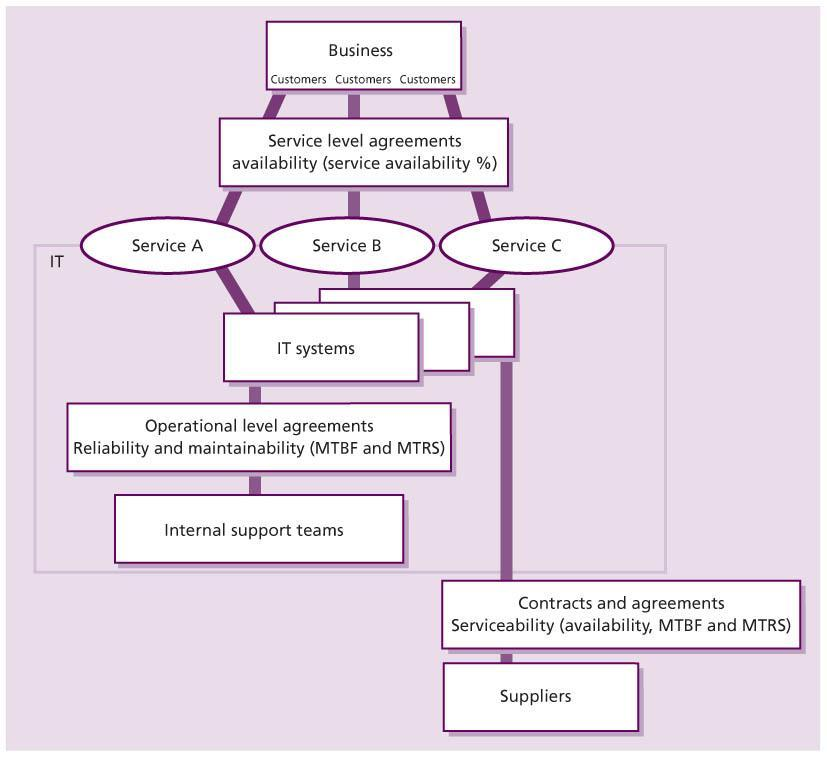 Business
Customers Customers Customers
Service level agreements
availability (service availability %)
Service A
Service B
Service C
IT
IT systems
Operational level agreements
Reliability and maintainability (MTBF and MTRS)
Internal support teams
Contracts and agreements
Serviceability (availability, MTBF and MTRS)
Suppliers